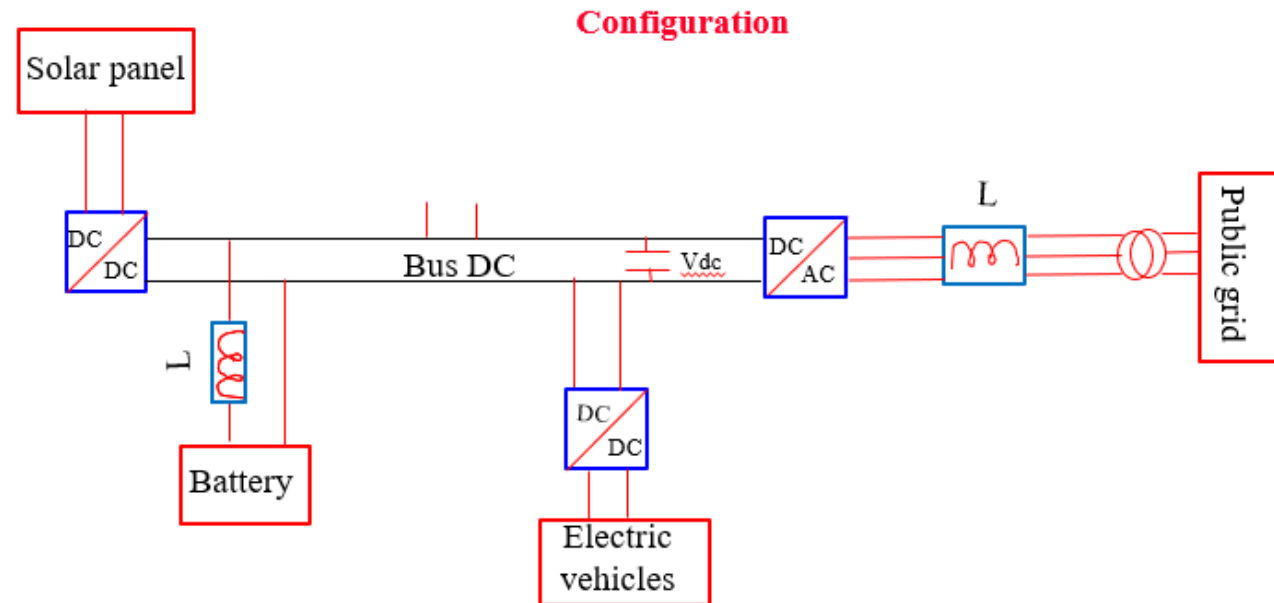 Configuration
Solar panel
DC
DC
Bus DC
Vdc
DC
AC
L
Public grid
L
Battery
DC
DC
Electric
vehicles